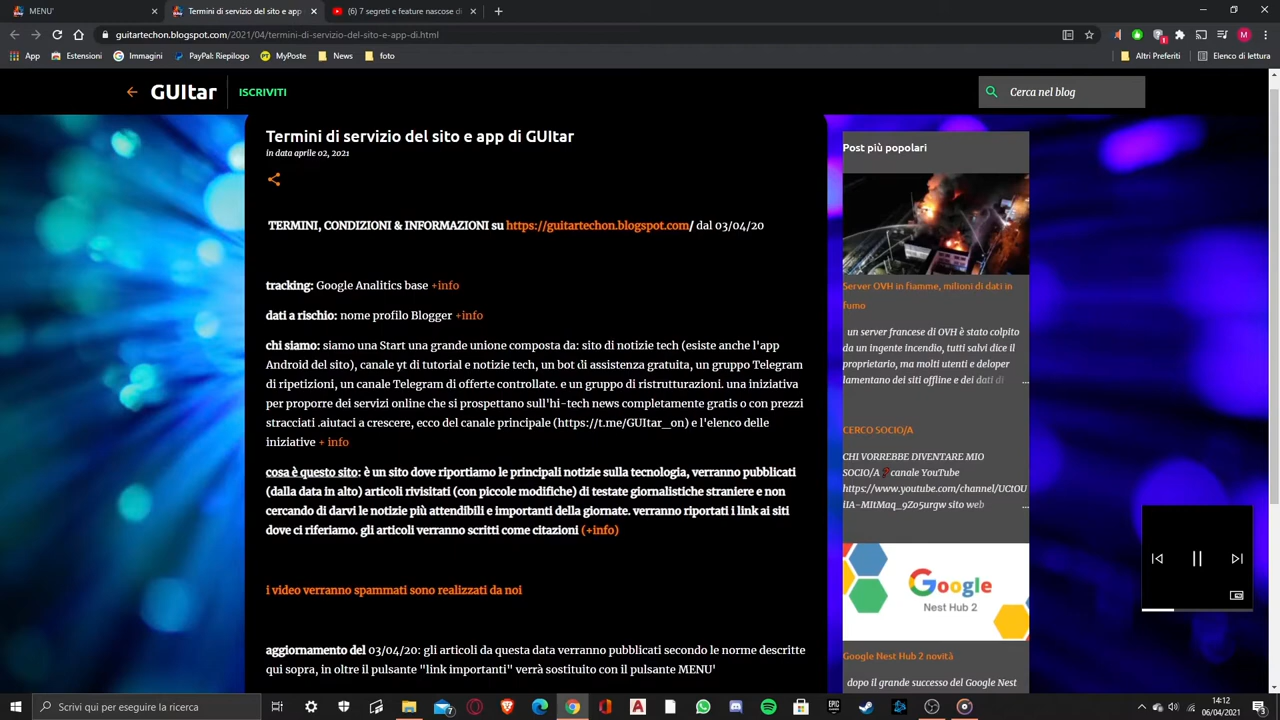 MENU'
Termini di servizio del sito e app
(6) 7 servizi e feature nascoste d
guitartechon.blogspot.com/2021/04/termini-di-servizio-del-sito-e-app-di.html
App Estensioni Immagini PayPal: Riepilogo MyPoste News foto Altri Preferiti Elenco di lettura
GUItar ISCRIVITI Cerca nel blog
Termini di servizio del sito e app di GUItar
in data aprile 02, 2021
TERMINI, CONDIZIONI & INFORMAZIONI su https://guitartechon.blogspot.com/ dal 03/04/20
tracking: Google Analitics base +info
dati a rischio: nome profilo Blogger +info
chi siamo: siamo una Start una grande unione composta da: sito di notizie tech (esiste anche l'app
Android del sito), canale yt di tutorial e notizie tech, un bot di assistenza gratuita, un gruppo Telegram
di ripetizioni, un canale Telegram di offerte controllate. e un gruppo di ristrutturazioni. una iniziativa
per proporre dei servizi online che si prospettano sull'hi-tech news completamente gratis o con prezzi
stracciati .aiutaci a crescere, ecco del canale principale (https://t.me/GUItar_on) e l'elenco delle
iniziative + info
cosa è questo sito: è un sito dove riportiamo le principali notizie sulla tecnologia, verranno pubblicati
(dalla data in alto) articoli rivisitati (con piccole modifiche) di testate giornalistiche straniere e non
cercando di darvi le notizie più attendibili e importanti della giornate. verranno riportati i link ai siti
dove ci riferiamo. gli articoli verranno scritti come citazioni (+info)
i video verranno spammati sono realizzati da noi
aggiornamento del 03/04/20: gli articoli da questa data verranno pubblicati secondo le norme descritte
qui sopra, in oltre il pulsante "link importanti" verrà sostituito con il pulsante MENU'
Post più popolari
Server OVH in fiamme, milioni di dati in
fumo
un server francese di OVH è stato colpito
da un ingente incendio, tutti salvi dice il
proprietario, ma molti utenti e deloper
lamentano dei siti offline e dei dati di ...
CERCO SOCIO/A
CHI VORREBBE DIVENTARE MIO
SOCIO/A canale YouTube
https://www.youtube.com/channel/UCtOU
iIA-MItMaq_9Zo5urgw sito web ...
Google
Nest Hub 2
Google Nest Hub 2 novità
dopo il grande successo del Google Nest
Scrivi qui per eseguire la ricerca
14:12
06/04/2021